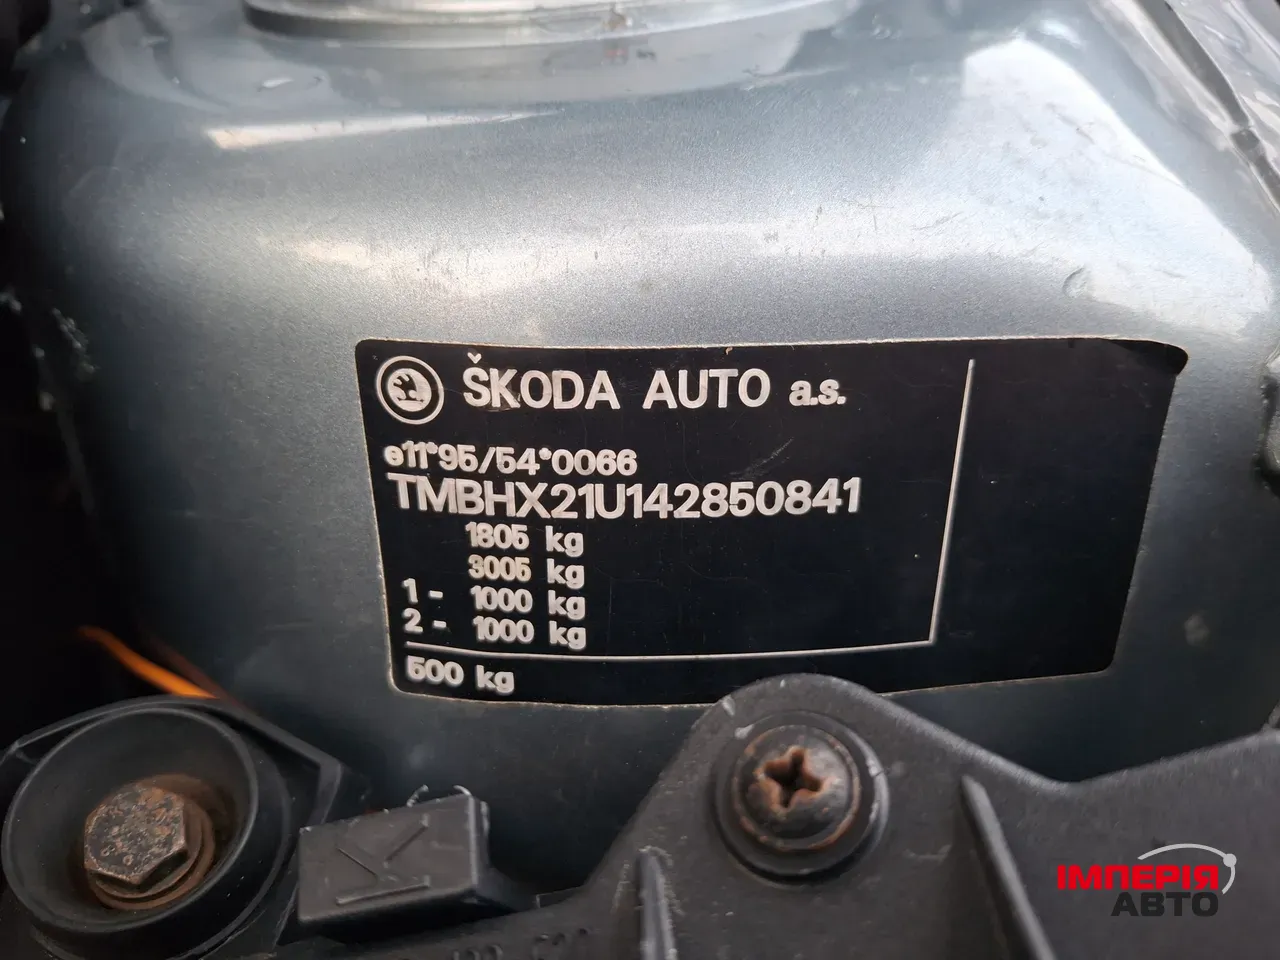 ŠKODA AUTO a.s.
e11*95/54*0066
TMBHX21U142850841
1805 kg
3005 kg
1 - 1000 kg
2 - 1000 kg
500 kg
K
ІМПЕРІЯ
АВТО